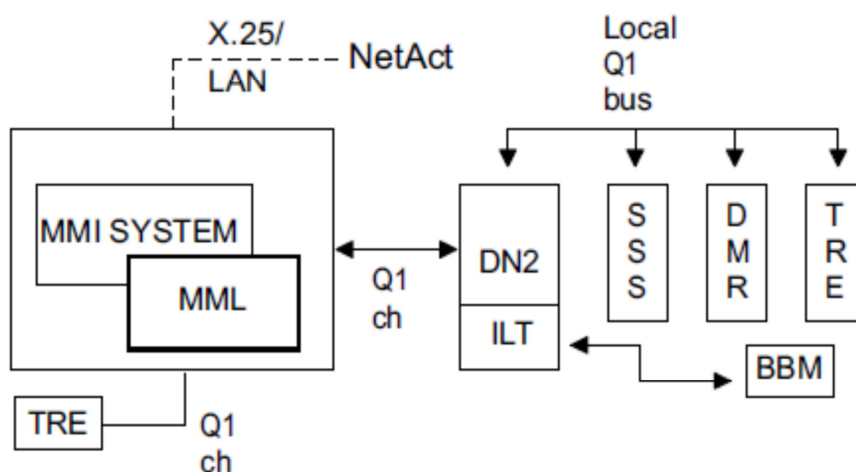 X.25/
LAN
NetAct
Local
Q1
bus
MMI SYSTEM
MML
Q1
ch
DN2
ILT
S
S
S
D
M
R
T
R
E
BBM
TRE
Q1
ch